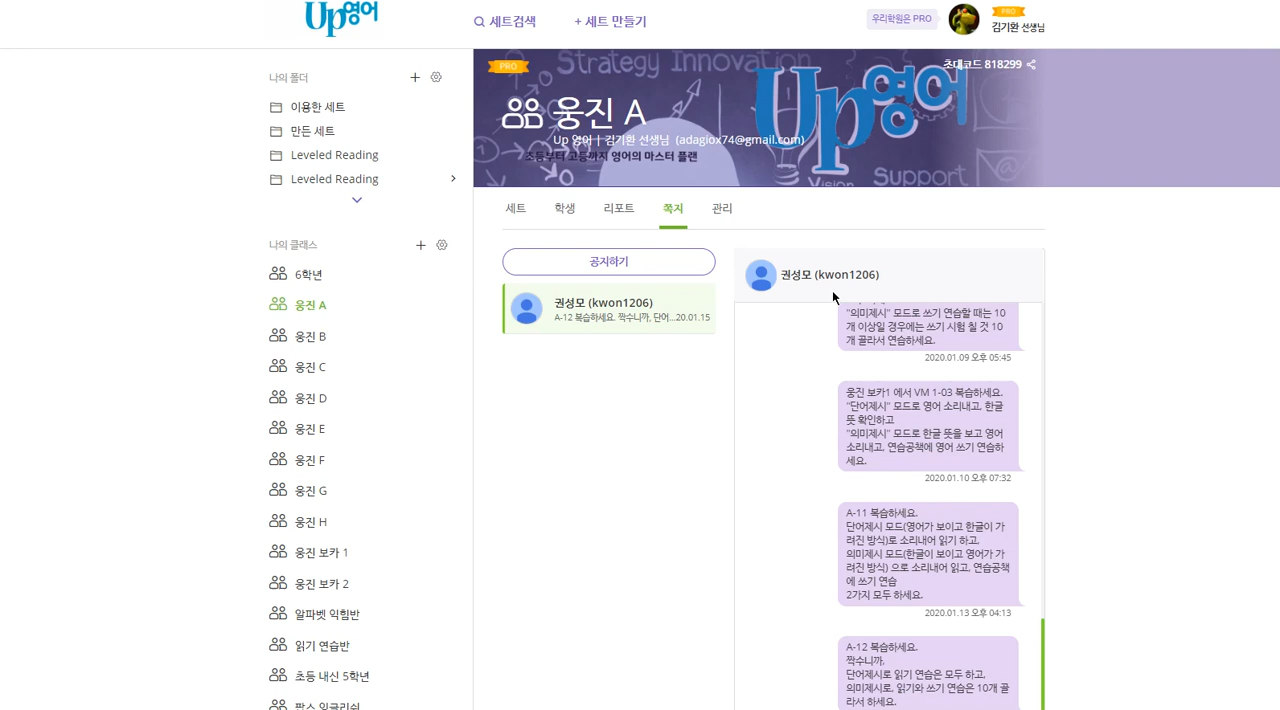 Up영어
세트검색
+ 세트 만들기
우리학원은 PRO
PRO
김기환 선생님
나의 폴더
이용한 세트
만든 세트
Leveled Reading
Leveled Reading
나의 클래스
6학년
웅진 A
웅진 B
웅진 C
웅진 D
웅진 E
웅진 F
웅진 G
웅진 H
웅진 보카 1
웅진 보카 2
알파벳 익힘반
읽기 연습반
초등 내신 5학년
팝스 잉글리쉬
PRO
Strategy Innovation
초대코드 818299
웅진 A
Up영어
Up 영어 | 김기환 선생님 (adagiox74@gmail.com)
초등부터 고등까지 영어의 마스터 플랜
Vision
Support
세트
학생
리포트
쪽지
관리
공지하기
권성모 (kwon1206)
A-12 복습하세요. 짝수니까, 단어...20.01.15
권성모 (kwon1206)
"의미제시" 모드로 쓰기 연습할 때는 10
개 이상일 경우에는 쓰기 시험 칠 것 10
개 골라서 연습하세요.
2020.01.09 오후 05:45
웅진 보카1 에서 VM 1-03 복습하세요.
"단어제시" 모드로 영어 소리내고, 한글
뜻 확인하고
"의미제시" 모드로 한글 뜻을 보고 영어
소리내고, 연습공책에 영어 쓰기 연습하
세요.
2020.01.10 오후 07:32
A-11 복습하세요.
단어제시 모드(영어가 보이고 한글이 가
려진 방식)로 소리내어 읽기 하고,
의미제시 모드(한글이 보이고 영어가 가
려진 방식) 으로 소리내어 읽고, 연습공책
에 쓰기 연습
2가지 모두 하세요.
2020.01.13 오후 04:13
A-12 복습하세요.
짝수니까,
단어제시로 읽기 연습은 모두 하고,
의미제시로, 읽기와 쓰기 연습은 10개 골
라서 하세요.